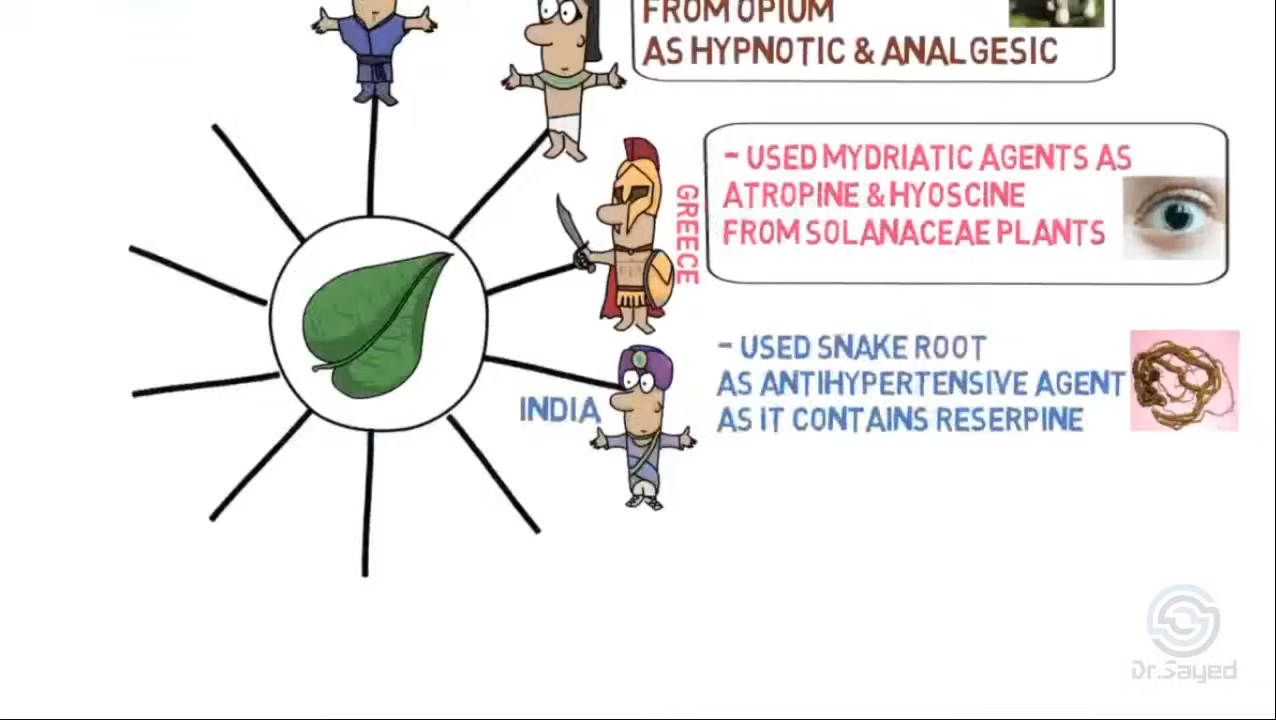 FROM OPIUM
AS HYPNOTIC & ANALGESIC
GREECE
- USED MYDRIATIC AGENTS AS
ATROPINE & HYOSCINE
FROM SOLANACEAE PLANTS
INDIA
- USED SNAKE ROOT
AS ANTIHYPERTENSIVE AGENT
AS IT CONTAINS RESERPINE
Dr.Sayed